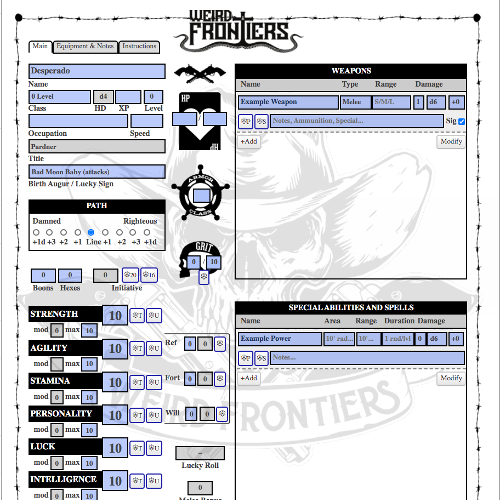 WEIRD
FRONTIERS
Main Equipment & Notes Instructions
Desperado
Name
0 Level d4 0
Class HD XP Level
Occupation Speed
Pardner
Title
Bad Moon Baby (attacks)
Birth Augur / Lucky Sign
PATH
Damned Righteous
+1d +3 +2 +1 Line +1 +2 +3 +1d
0 0 0 20 16
Boons Hexes Initiative
HP
/
dH
ARMOR
CLASS
GRIT
0 / 10
STRENGTH 10 T U
mod 0 max 10
AGILITY 10 T U
mod 0 max 10
STAMINA 10 T U
mod 0 max 10
PERSONALITY 10 T U
mod 0 max 10
LUCK 10 T U
mod 0 max 10
INTELLIGENCE 10 T U
mod 0 max 10
Ref 0 0
Fort 0 0
Will 0 0
–
Lucky Roll
0
WEAPONS
Name Type Range Damage
Example Weapon Melee S/M/L 1 d6 +0
Notes, Ammunition, Special... Sig
+Add Modify
SPECIAL ABILITIES AND SPELLS
Name Area Range Duration Damage
Example Power 10' rad... 10'... 1 rnd/lvl 0 d6 +0
Notes...
+Add Modify
WEIRD FRONTIERS